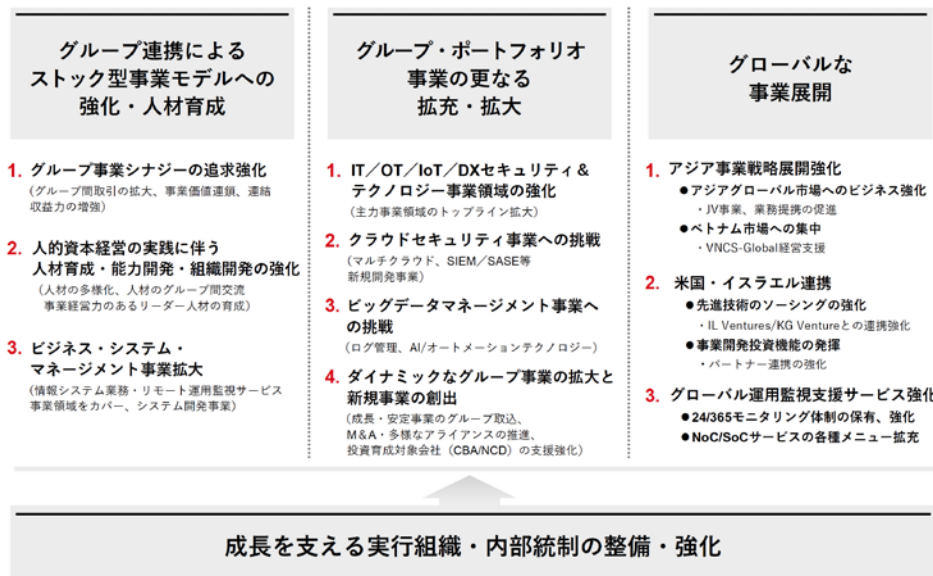 グループ連携による
ストック型事業モデルへの
強化・人材育成
1. グループ事業シナジーの追求強化
(グループ間取引の拡大、事業価値連鎖、連結
収益力の増強)
2. 人的資本経営の実践に伴う
人材育成・能力開発・組織開発の強化
(人材の多様化、人材のグループ間交流
事業経営力のあるリーダー人材の育成)
3. ビジネス・システム・
マネージメント事業拡大
(情報システム業務・リモート運用監視サービス
事業領域をカバー、システム開発事業)
グループ・ポートフォリオ
事業の更なる
拡充・拡大
1. IT/OT/IoT/DXセキュリティ&
テクノロジー事業領域の強化
(主力事業領域のトップライン拡大)
2. クラウドセキュリティ事業への挑戦
(マルチクラウド、SIEM/SASE等
新規開発事業)
3. ビッグデータマネージメント事業へ
の挑戦
(ログ管理、AI/オートメーションテクノロジー)
4. ダイナミックなグループ事業の拡大と
新規事業の創出
(成長・安定事業のグループ取込、
M&A・多様なアライアンスの推進、
投資育成対象会社(CBA/NCD)の支援強化)
グローバルな
事業展開
1. アジア事業戦略展開強化
●アジアグローバル市場へのビジネス強化
・JV事業、業務提携の促進
●ベトナム市場への集中
・VNCS-Global経営支援
2. 米国・イスラエル連携
●先進技術のソーシングの強化
・IL Ventures/KG Ventureとの連携強化
●事業開発投資機能の発揮
・パートナー連携の強化
3. グローバル運用監視支援サービス強化
●24/365モニタリング体制の保有、強化
●NoC/SoCサービスの各種メニュー拡充
成長を支える実行組織・内部統制の整備・強化